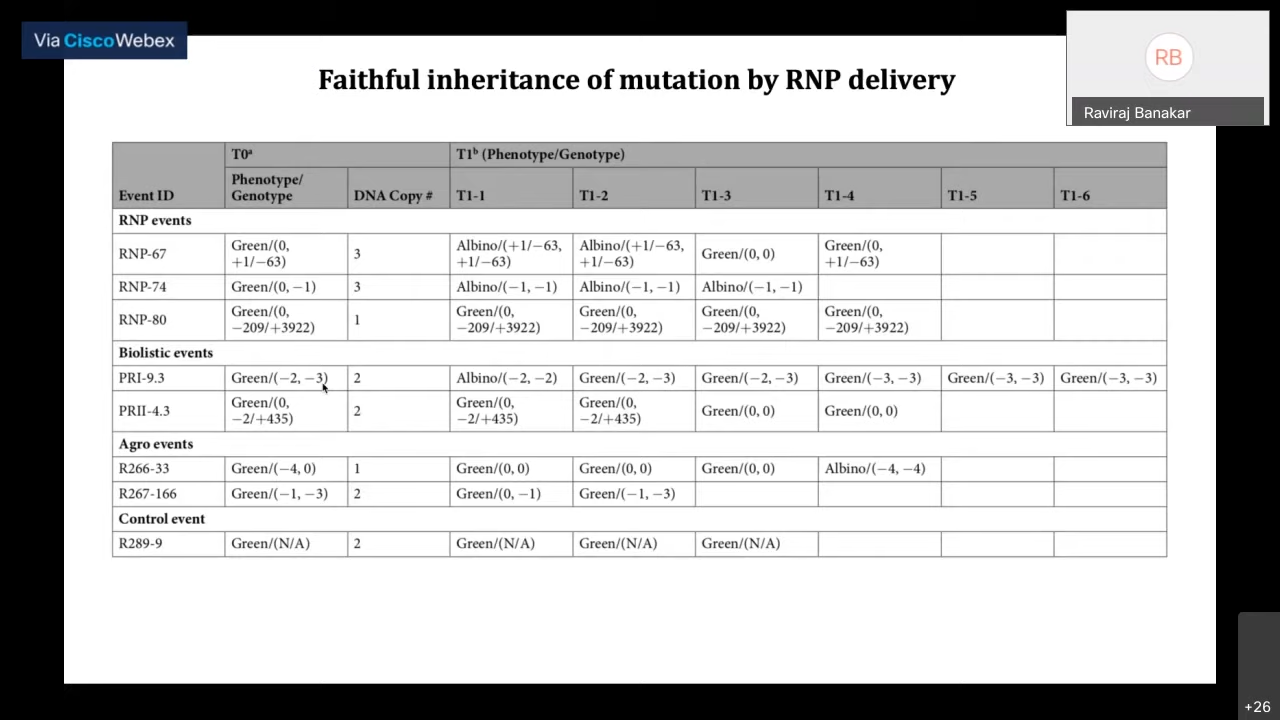 Via Cisco Webex
Faithful inheritance of mutation by RNP delivery
RB
Raviraj Banakar
T0ᵃ T1ᵇ (Phenotype/Genotype)
Event ID Phenotype/ Genotype DNA Copy # T1-1 T1-2 T1-3 T1-4 T1-5 T1-6
RNP events
RNP-67 Green/(0, +1/−63) 3 Albino/(+1/−63, +1/−63) Albino/(+1/−63, +1/−63) Green/(0, 0) Green/(0, +1/−63)
RNP-74 Green/(0, −1) 3 Albino/(−1, −1) Albino/(−1, −1) Albino/(−1, −1)
RNP-80 Green/(0, −209/+3922) 1 Green/(0, −209/+3922) Green/(0, −209/+3922) Green/(0, −209/+3922) Green/(0, −209/+3922)
Biolistic events
PRI-9.3 Green/(−2, −3) 2 Albino/(−2, −2) Green/(−2, −3) Green/(−2, −3) Green/(−3, −3) Green/(−3, −3) Green/(−3, −3)
PRII-4.3 Green/(0, −2/+435) 2 Green/(0, −2/+435) Green/(0, −2/+435) Green/(0, 0) Green/(0, 0)
Agro events
R266-33 Green/(−4, 0) 1 Green/(0, 0) Green/(0, 0) Green/(0, 0) Albino/(−4, −4)
R267-166 Green/(−1, −3) 2 Green/(0, −1) Green/(−1, −3)
Control event
R289-9 Green/(N/A) 2 Green/(N/A) Green/(N/A) Green/(N/A)
+26